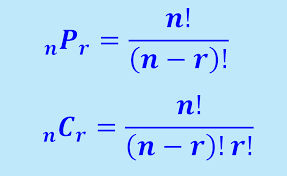 ₙPᵣ = n! / (n − r)!
ₙCᵣ = n! / (n − r)! r!